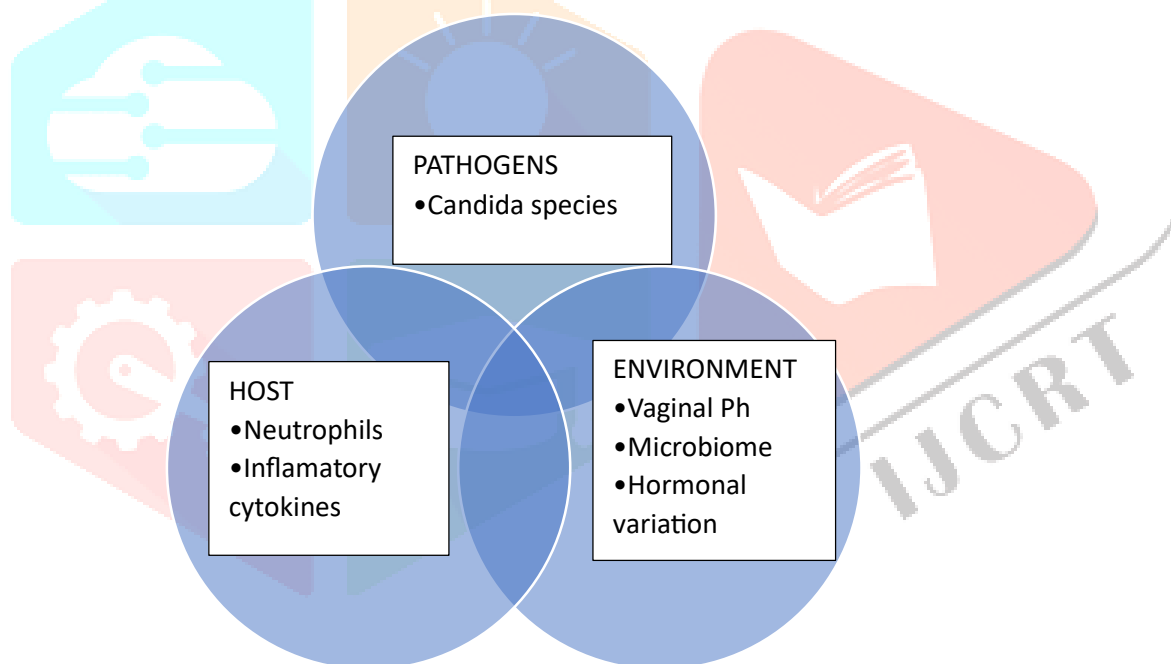 PATHOGENS
•Candida species
HOST
•Neutrophils
•Inflamatory
cytokines
ENVIRONMENT
•Vaginal Ph
•Microbiome
•Hormonal
variation
IJCRT